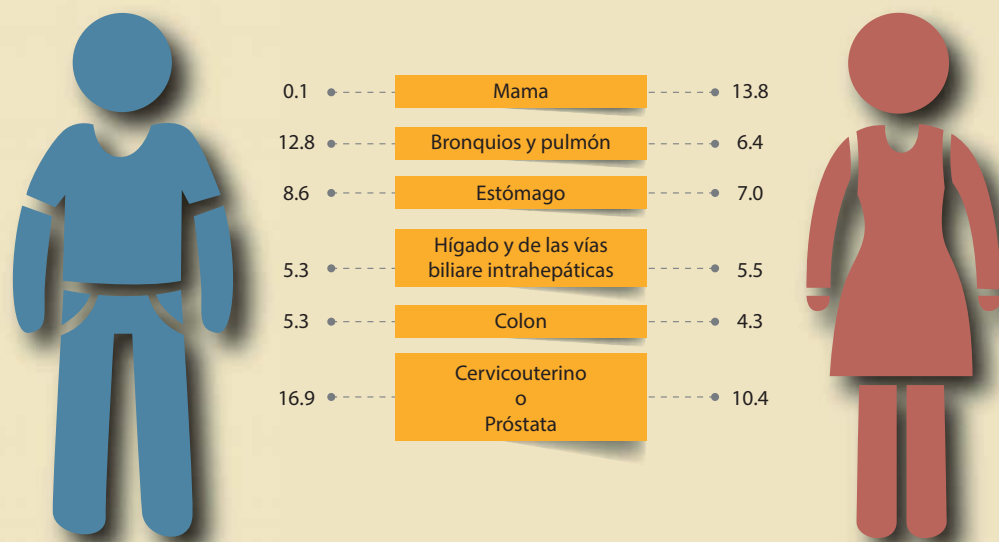 0.1 Mama 13.8
12.8 Bronquios y pulmón 6.4
8.6 Estómago 7.0
Hígado y de las vías
5.3 biliare intrahepáticas 5.5
5.3 Colon 4.3
Cervicouterino
16.9 o 10.4
Próstata